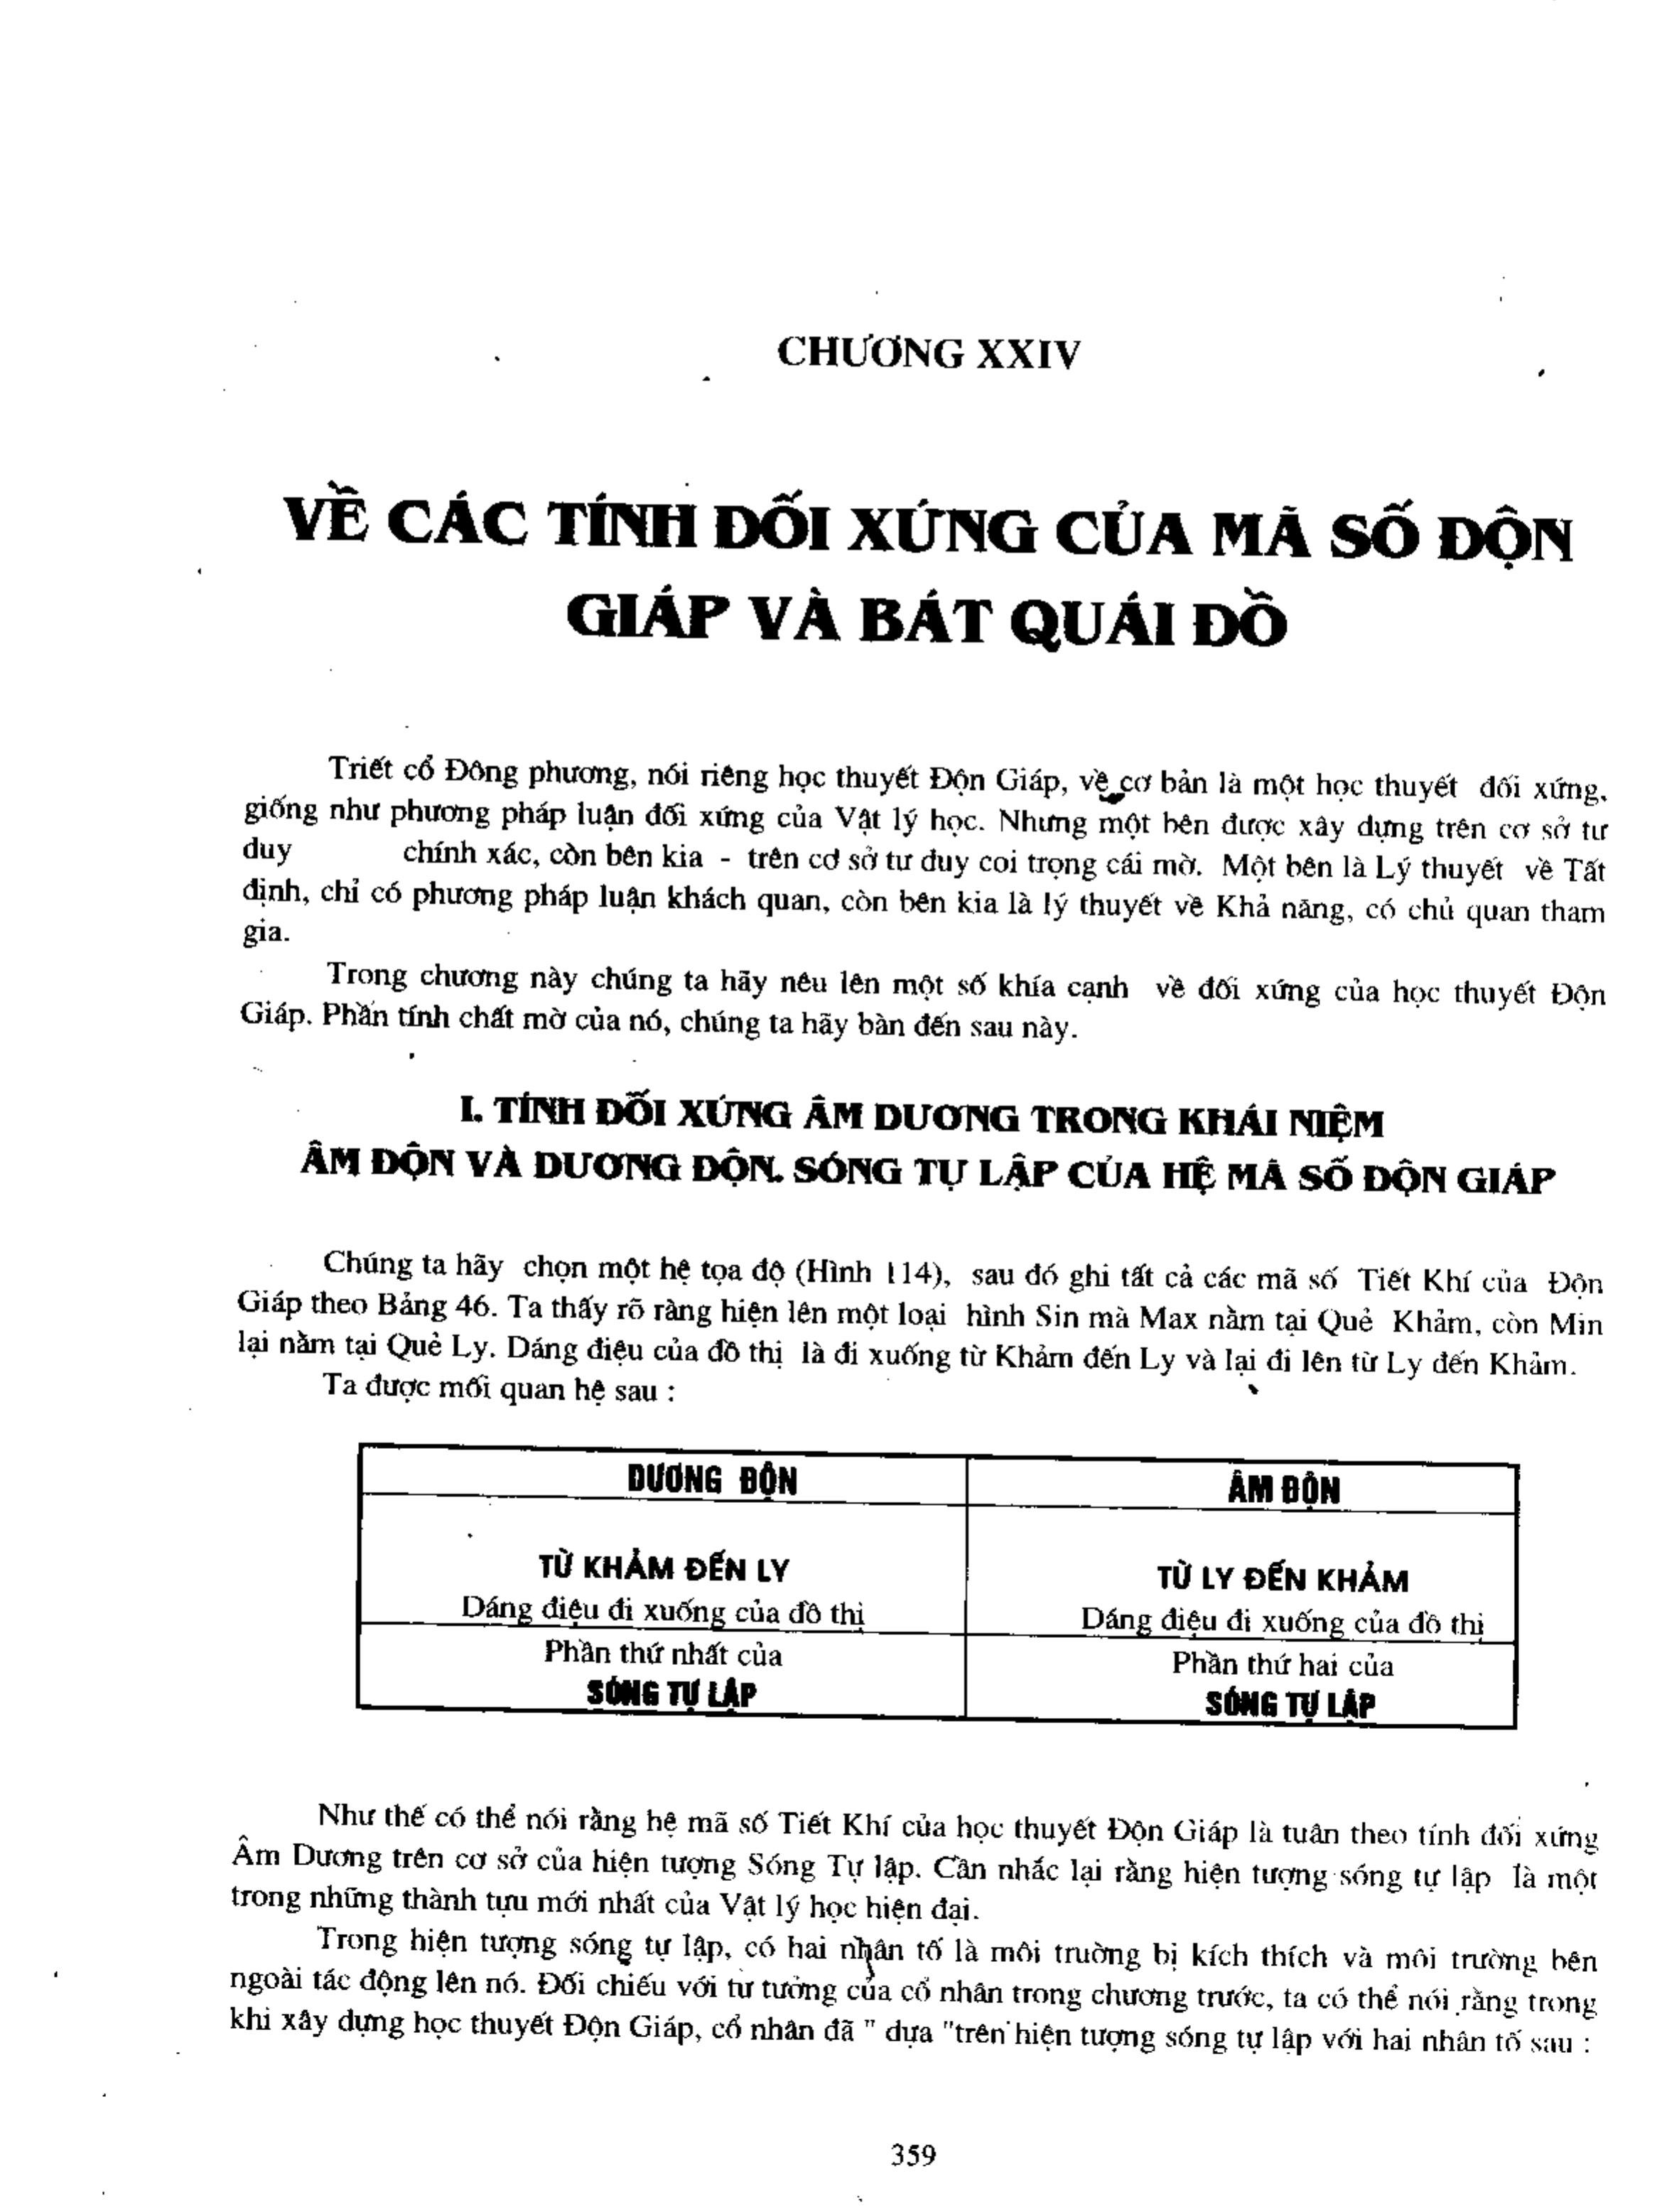 CHƯƠNG XXIV
VỀ CÁC TÍNH ĐỐI XỨNG CỦA MÃ SỐ ĐỘN
GIÁP VÀ BÁT QUÁI ĐỒ
Triết cổ Đông phương, nói riêng học thuyết Độn Giáp, về cơ bản là một học thuyết đối xứng,
giống như phương pháp luận đối xứng của Vật lý học. Nhưng một bên được xây dựng trên cơ sở tư
duy chính xác, còn bên kia - trên cơ sở tư duy coi trọng cái mờ. Một bên là Lý thuyết về Tất
định, chỉ có phương pháp luận khách quan, còn bên kia là lý thuyết về Khả năng, có chủ quan tham
gia.
Trong chương này chúng ta hãy nêu lên một số khía cạnh về đối xứng của học thuyết Độn
Giáp. Phần tính chất mờ của nó, chúng ta hãy bàn đến sau này.
I. TÍNH ĐỐI XỨNG ÂM DƯƠNG TRONG KHÁI NIỆM
ÂM ĐỘN VÀ DƯƠNG ĐỘN. SÓNG TỰ LẬP CỦA HỆ MÃ SỐ ĐỘN GIÁP
Chúng ta hãy chọn một hệ tọa độ (Hình 114), sau đó ghi tất cả các mã số Tiết Khí của Độn
Giáp theo Bảng 46. Ta thấy rõ ràng hiện lên một loại hình Sin mà Max nằm tại Quẻ Khảm, còn Min
lại nằm tại Quẻ Ly. Dáng điệu của đồ thị là đi xuống từ Khảm đến Ly và lại đi lên từ Ly đến Khảm.
Ta được mối quan hệ sau :
DƯƠNG ĐỘN
ÂM ĐỘN
TỪ KHẢM ĐẾN LY
Dáng điệu đi xuống của đồ thị
TỪ LY ĐẾN KHẢM
Dáng điệu đi xuống của đồ thị
Phần thứ nhất của
SÓNG TỰ LẬP
Phần thứ hai của
SÓNG TỰ LẬP
Như thế có thể nói rằng hệ mã số Tiết Khí của học thuyết Độn Giáp là tuân theo tính đối xứng
Âm Dương trên cơ sở của hiện tượng Sóng Tự lập. Cần nhắc lại rằng hiện tượng sóng tự lập là một
trong những thành tựu mới nhất của Vật lý học hiện đại.
Trong hiện tượng sóng tự lập, có hai nhân tố là môi truờng bị kích thích và môi trường bên
ngoài tác động lên nó. Đối chiếu với tư tưởng của cổ nhân trong chương trước, ta có thể nói rằng trong
khi xây dựng học thuyết Độn Giáp, cổ nhân đã " dựa "trên hiện tượng sóng tự lập với hai nhân tố sau :
359